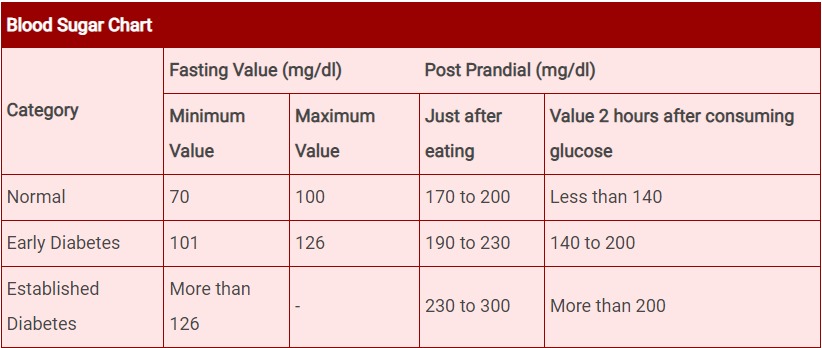 Blood Sugar Chart
Category
Fasting Value (mg/dl) Post Prandial (mg/dl)
Minimum Value Maximum Value Just after eating Value 2 hours after consuming glucose
Normal 70 100 170 to 200 Less than 140
Early Diabetes 101 126 190 to 230 140 to 200
Established Diabetes More than 126 - 230 to 300 More than 200